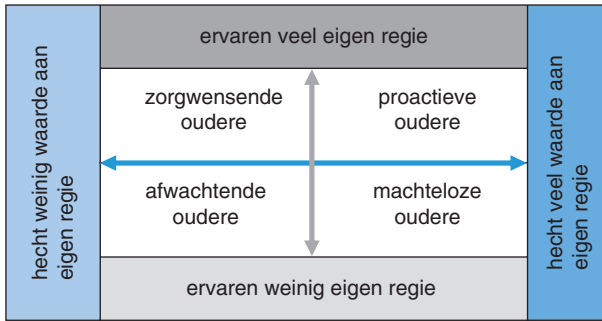 ervaren veel eigen regie
hecht weinig waarde aan
eigen regie
zorgwensende
oudere
proactieve
oudere
afwachtende
oudere
machteloze
oudere
hecht veel waarde aan
eigen regie
ervaren weinig eigen regie